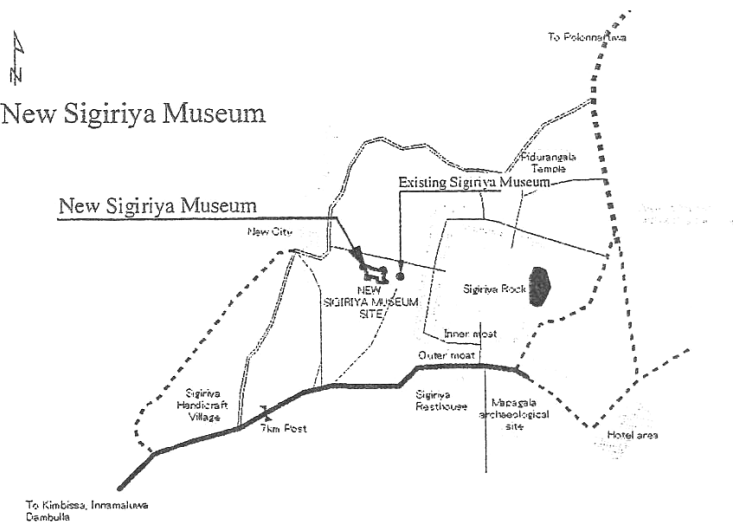 N
New Sigiriya Museum
To Polonnaruwa
Pidurangala
Temple
Existing Sigiriya Museum
New Sigiriya Museum
New City
NEW
SIGIRIYA MUSEUM
SITE
Sigiriya Rock
Inner moat
Outer moat
Sigiriya
Handicraft
Village
7km Post
Sigiriya
Resthouse
Mapagala
archaeological
site
Hotel area
To Kimbissa, Innamaluwa
Dambulla